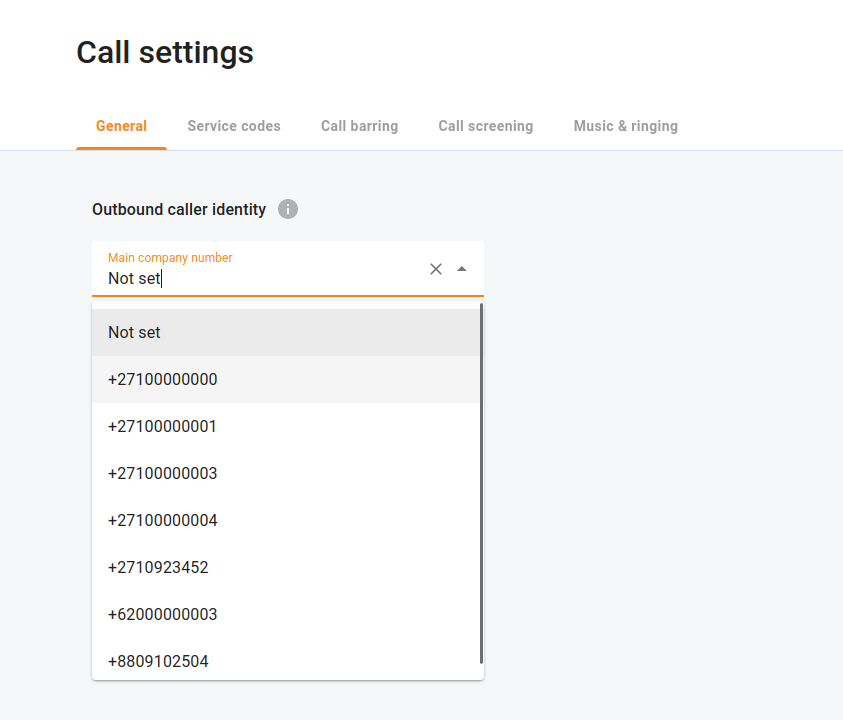 Call settings
General Service codes Call barring Call screening Music & ringing
Outbound caller identity
Main company number
Not set
Not set
+27100000000
+27100000001
+27100000003
+27100000004
+2710923452
+62000000003
+8809102504